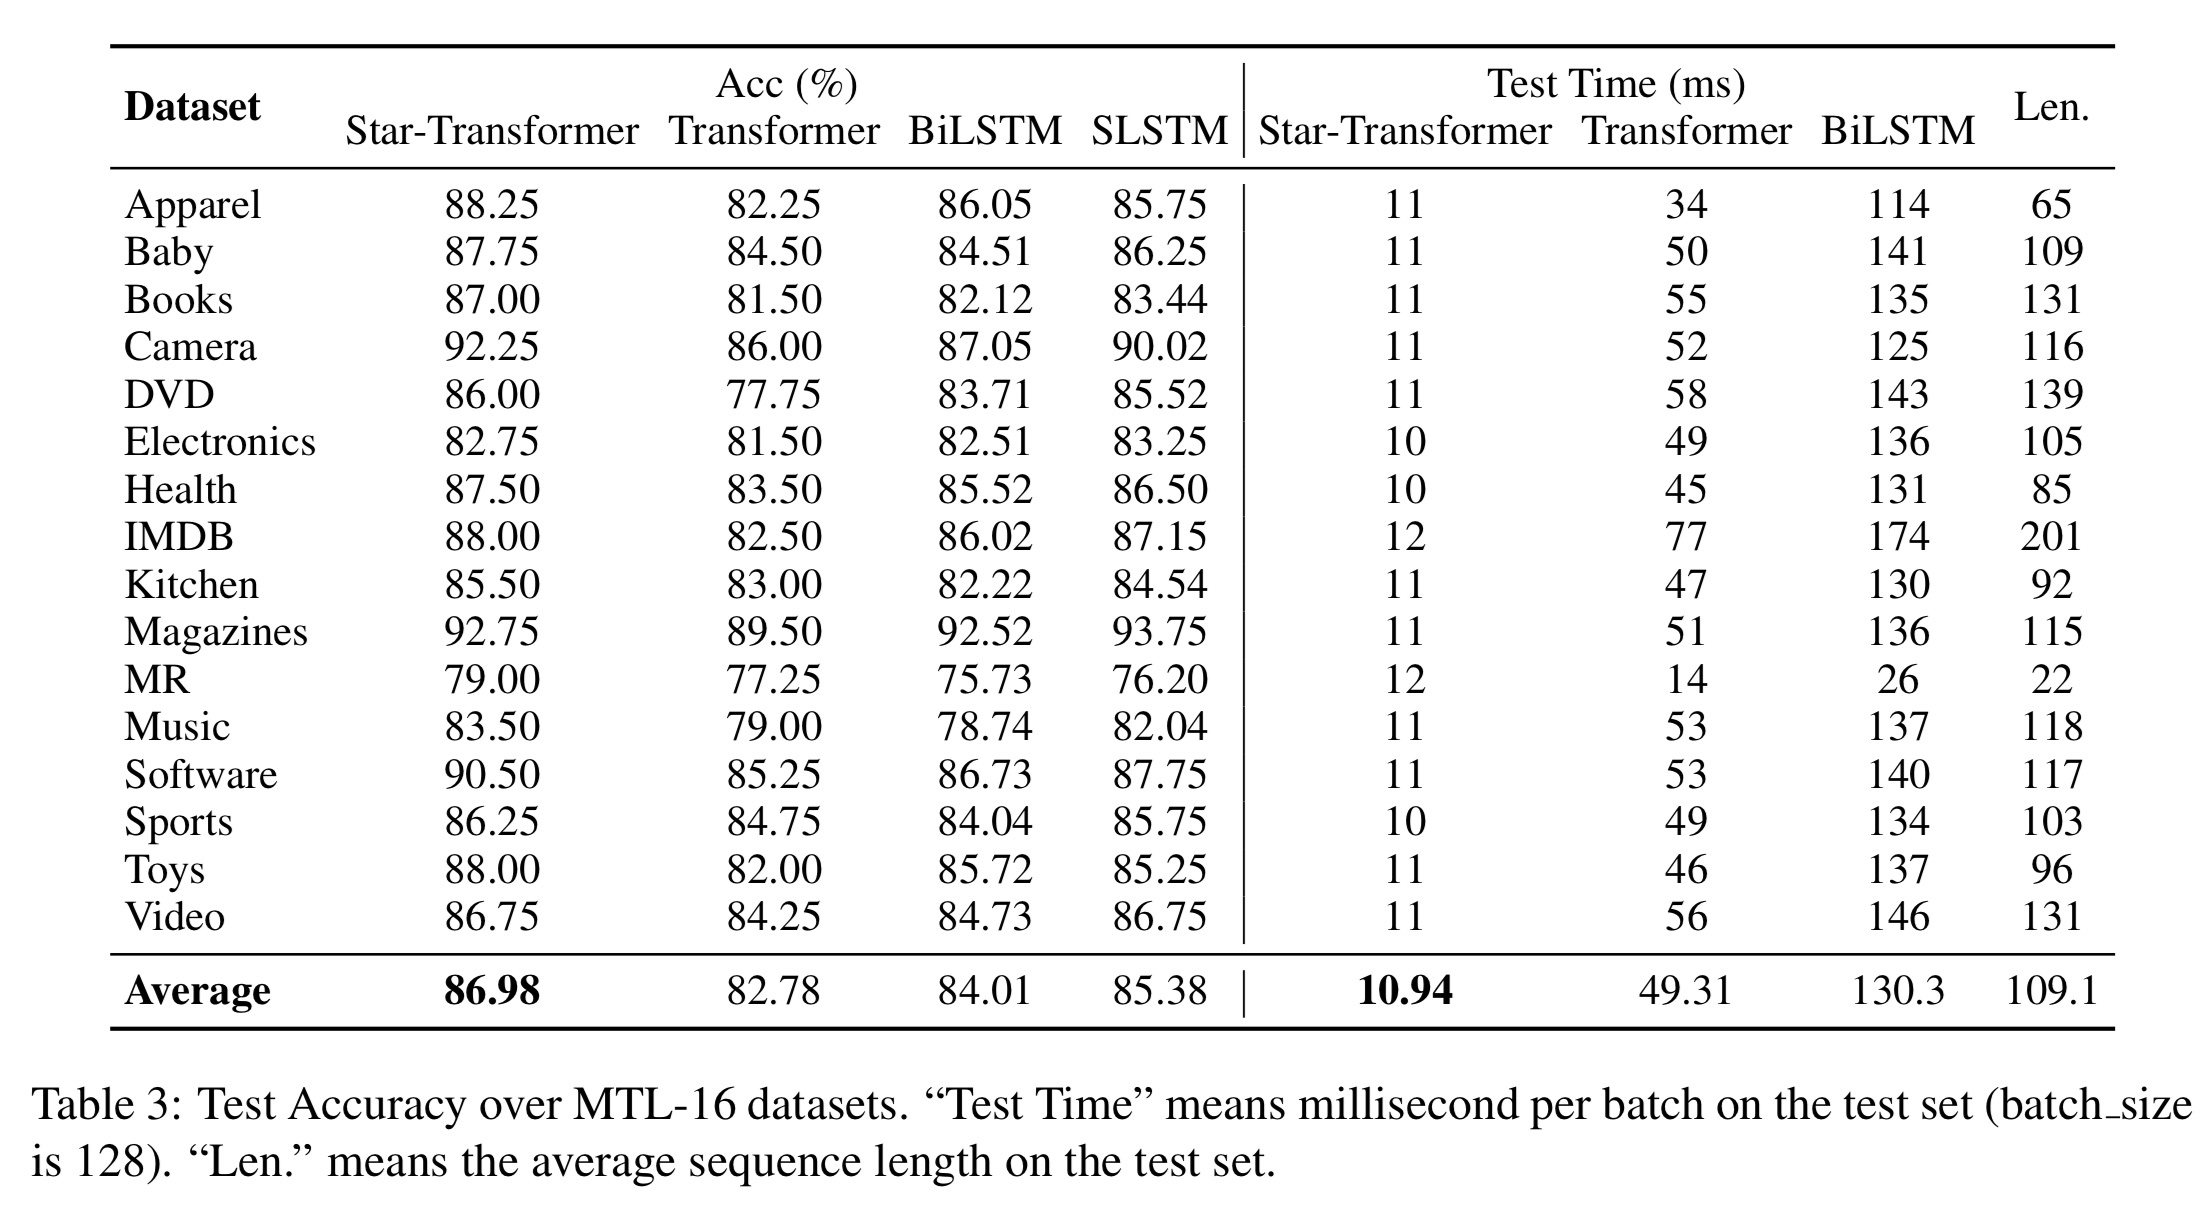 Dataset Acc (%) Test Time (ms) Len.
Star-Transformer Transformer BiLSTM SLSTM Star-Transformer Transformer BiLSTM
Apparel 88.25 82.25 86.05 85.75 11 34 114 65
Baby 87.75 84.50 84.51 86.25 11 50 141 109
Books 87.00 81.50 82.12 83.44 11 55 135 131
Camera 92.25 86.00 87.05 90.02 11 52 125 116
DVD 86.00 77.75 83.71 85.52 11 58 143 139
Electronics 82.75 81.50 82.51 83.25 10 49 136 105
Health 87.50 83.50 85.52 86.50 10 45 131 85
IMDB 88.00 82.50 86.02 87.15 12 77 174 201
Kitchen 85.50 83.00 82.22 84.54 11 47 130 92
Magazines 92.75 89.50 92.52 93.75 11 51 136 115
MR 79.00 77.25 75.73 76.20 12 14 26 22
Music 83.50 79.00 78.74 82.04 11 53 137 118
Software 90.50 85.25 86.73 87.75 11 53 140 117
Sports 86.25 84.75 84.04 85.75 10 49 134 103
Toys 88.00 82.00 85.72 85.25 11 46 137 96
Video 86.75 84.25 84.73 86.75 11 56 146 131
Average 86.98 82.78 84.01 85.38 10.94 49.31 130.3 109.1
Table 3: Test Accuracy over MTL-16 datasets. “Test Time” means millisecond per batch on the test set (batch_size
is 128). “Len.” means the average sequence length on the test set.